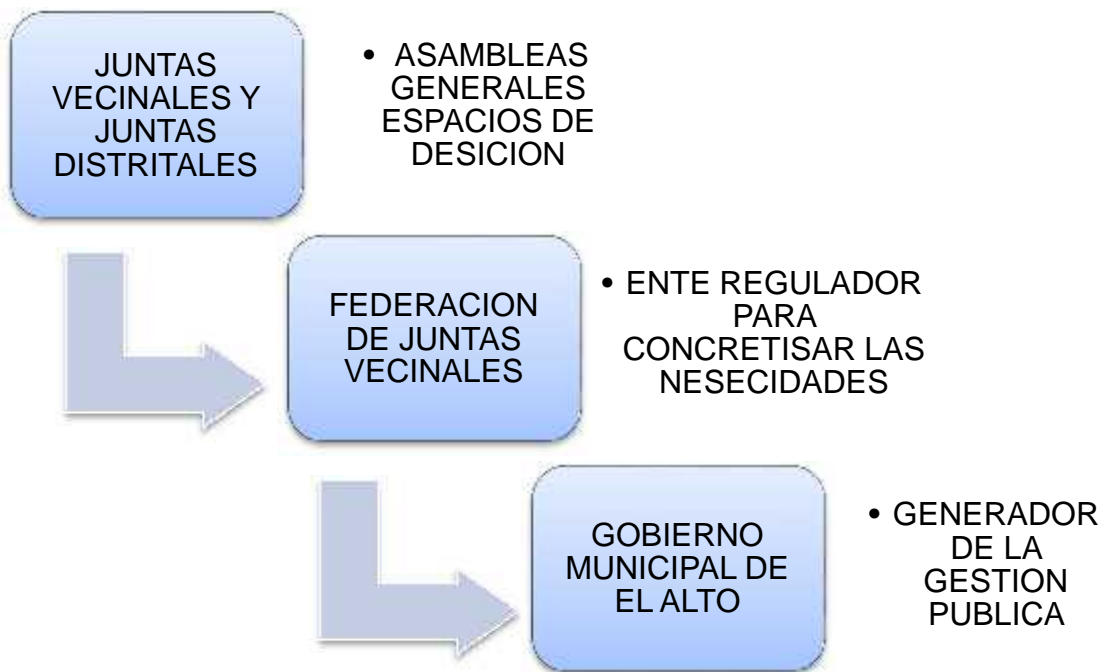 JUNTAS
VECINALES Y
JUNTAS
DISTRITALES
• ASAMBLEAS
GENERALES
ESPACIOS DE
DESICION
FEDERACION
DE JUNTAS
VECINALES
• ENTE REGULADOR
PARA
CONCRETISAR LAS
NESECIDADES
GOBIERNO
MUNICIPAL DE
EL ALTO
• GENERADOR
DE LA
GESTION
PUBLICA